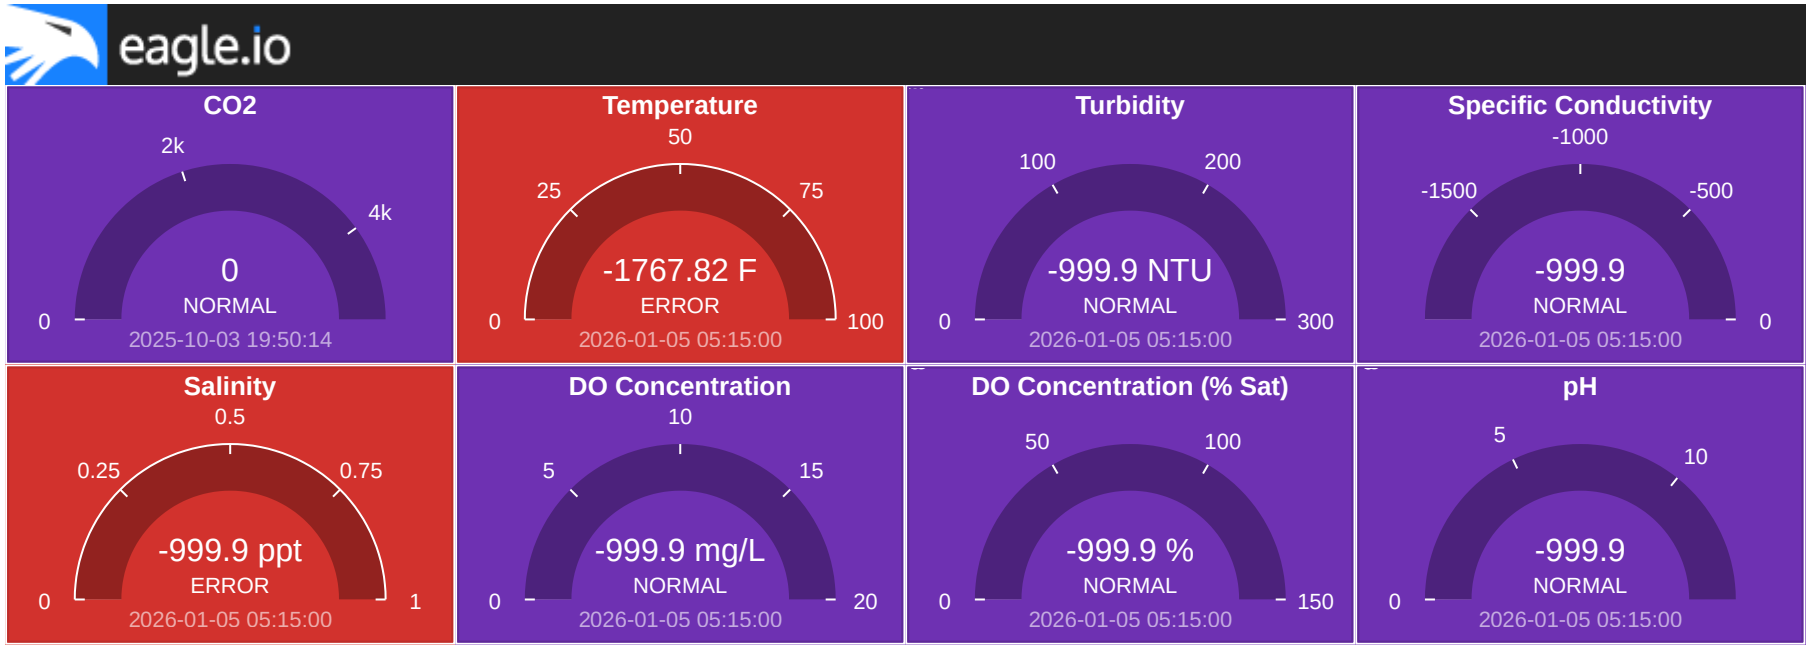 eagle.io
CO2
2k
4k
0
NORMAL
0
2025-10-03 19:50:14
Temperature
50
25
75
-1767.82 F
ERROR
0
100
2026-01-05 05:15:00
Turbidity
100
200
-999.9 NTU
NORMAL
0
300
2026-01-05 05:15:00
Specific Conductivity
-1000
-1500
-500
-999.9
NORMAL
0
2026-01-05 05:15:00
Salinity
0.5
0.25
0.75
-999.9 ppt
ERROR
0
1
2026-01-05 05:15:00
DO Concentration
10
5
15
-999.9 mg/L
NORMAL
0
20
2026-01-05 05:15:00
DO Concentration (% Sat)
50
100
-999.9 %
NORMAL
0
150
2026-01-05 05:15:00
pH
5
10
-999.9
NORMAL
0
2026-01-05 05:15:00